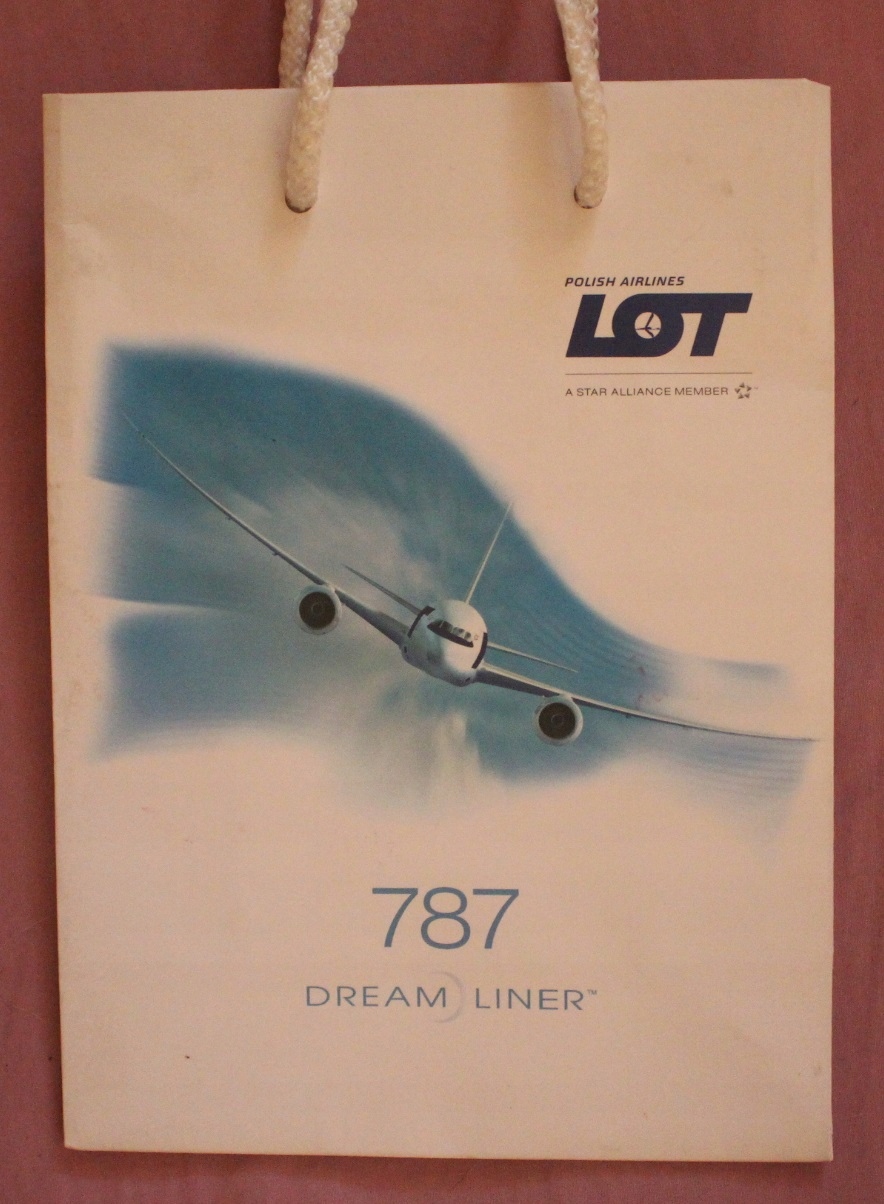 POLISH AIRLINES
LOT
A STAR ALLIANCE MEMBER
787
DREAMLINER™